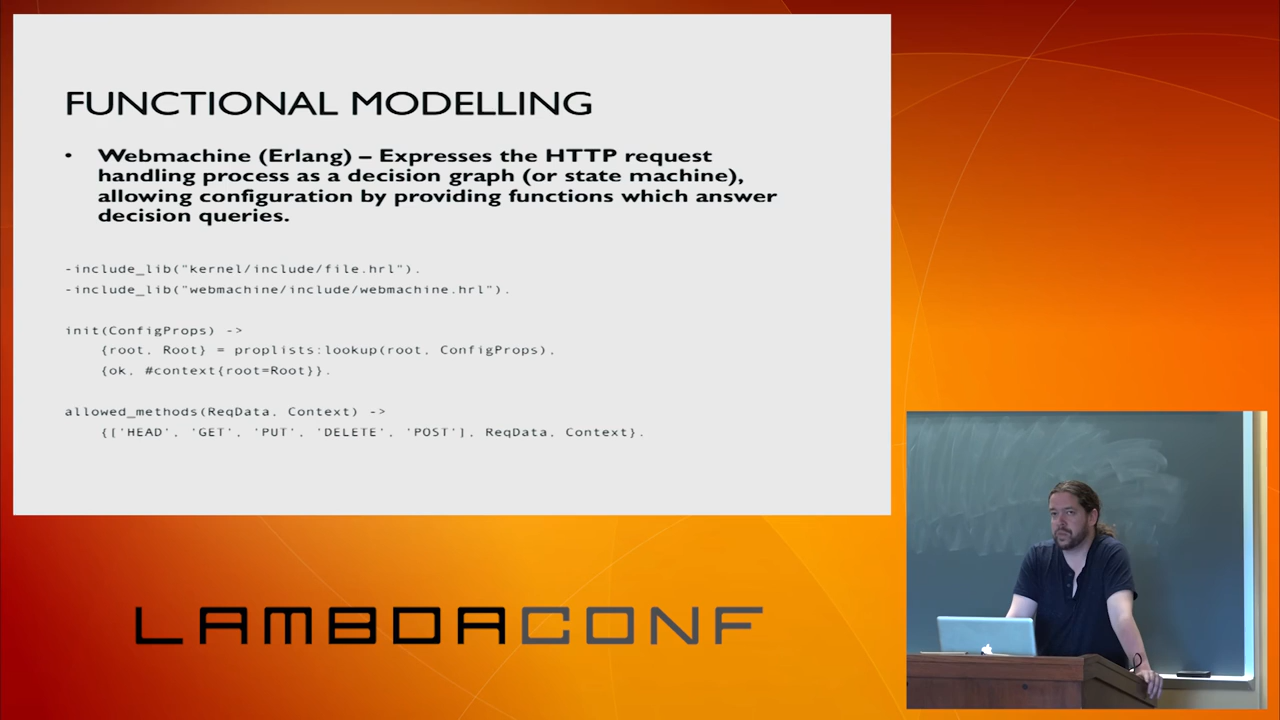 FUNCTIONAL MODELLING
• Webmachine (Erlang) – Expresses the HTTP request
handling process as a decision graph (or state machine),
allowing configuration by providing functions which answer
decision queries.
-include_lib("kernel/include/file.hrl").
-include_lib("webmachine/include/webmachine.hrl").
init(ConfigProps) ->
{root, Root} = proplists:lookup(root, ConfigProps),
{ok, #context{root=Root}}.
allowed_methods(ReqData, Context) ->
{['HEAD', 'GET', 'PUT', 'DELETE', 'POST'], ReqData, Context}.
LAMBDACONF